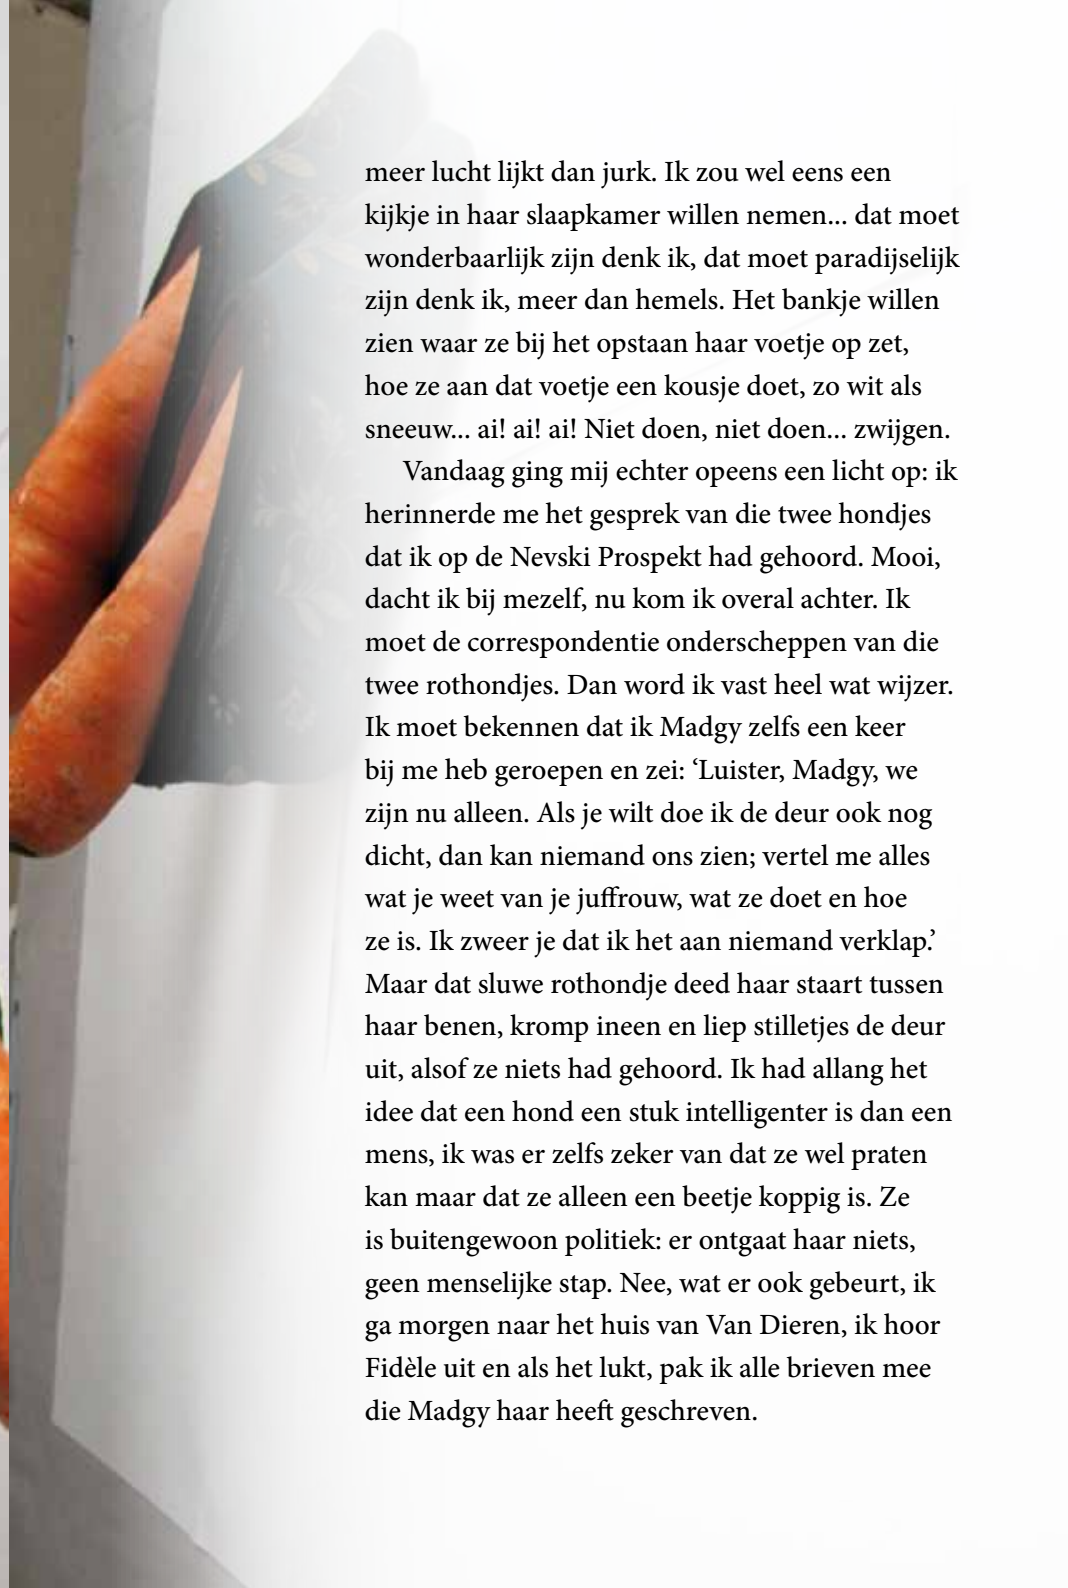 meer lucht lijkt dan jurk. Ik zou wel eens een
kijkje in haar slaapkamer willen nemen... dat moet
wonderbaarlijk zijn denk ik, dat moet paradijselijk
zijn denk ik, meer dan hemels. Het bankje willen
zien waar ze bij het opstaan haar voetje op zet,
hoe ze aan dat voetje een kousje doet, zo wit als
sneeuw... ai! ai! ai! Niet doen, niet doen... zwijgen.
Vandaag ging mij echter opeens een licht op: ik
herinnerde me het gesprek van die twee hondjes
dat ik op de Nevski Prospekt had gehoord. Mooi,
dacht ik bij mezelf, nu kom ik overal achter. Ik
moet de correspondentie onderscheppen van die
twee rothondjes. Dan word ik vast heel wat wijzer.
Ik moet bekennen dat ik Madgy zelfs een keer
bij me heb geroepen en zei: ‘Luister, Madgy, we
zijn nu alleen. Als je wilt doe ik de deur ook nog
dicht, dan kan niemand ons zien; vertel me alles
wat je weet van je juffrouw, wat ze doet en hoe
ze is. Ik zweer je dat ik het aan niemand verklap.’
Maar dat sluwe rothondje deed haar staart tussen
haar benen, kromp ineen en liep stilletjes de deur
uit, alsof ze niets had gehoord. Ik had allang het
idee dat een hond een stuk intelligenter is dan een
mens, ik was er zelfs zeker van dat ze wel praten
kan maar dat ze alleen een beetje koppig is. Ze
is buitengewoon politiek: er ontgaat haar niets,
geen menselijke stap. Nee, wat er ook gebeurt, ik
ga morgen naar het huis van Van Dieren, ik hoor
Fidèle uit en als het lukt, pak ik alle brieven mee
die Madgy haar heeft geschreven.